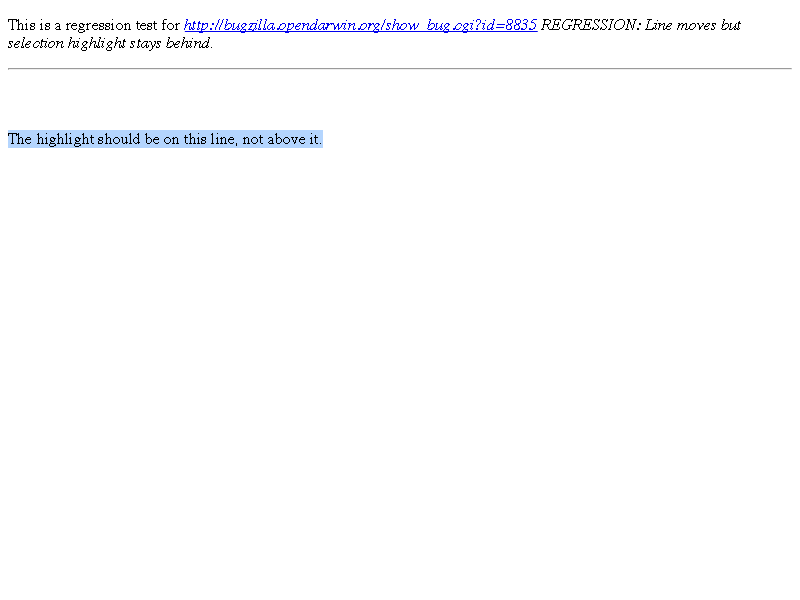 This is a regression test for http://bugzilla.opendarwin.org/show_bug.cgi?id=8835 REGRESSION: Line moves but
selection highlight stays behind.
The highlight should be on this line, not above it.